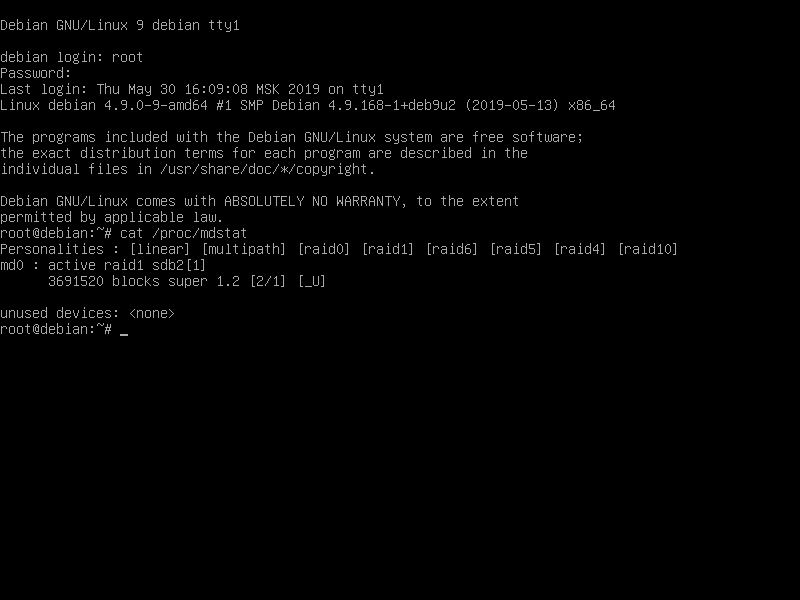 Debian GNU/Linux 9 debian tty1
debian login: root
Password:
Last login: Thu May 30 16:09:08 MSK 2019 on tty1
Linux debian 4.9.0-9-amd64 #1 SMP Debian 4.9.168-1+deb9u2 (2019-05-13) x86_64
The programs included with the Debian GNU/Linux system are free software;
the exact distribution terms for each program are described in the
individual files in /usr/share/doc/*/copyright.
Debian GNU/Linux comes with ABSOLUTELY NO WARRANTY, to the extent
permitted by applicable law.
root@debian:~# cat /proc/mdstat
Personalities : [linear] [multipath] [raid0] [raid1] [raid6] [raid5] [raid4] [raid10]
md0 : active raid1 sdb2[1]
      3691520 blocks super 1.2 [2/1] [_U]
unused devices: <none>
root@debian:~# _